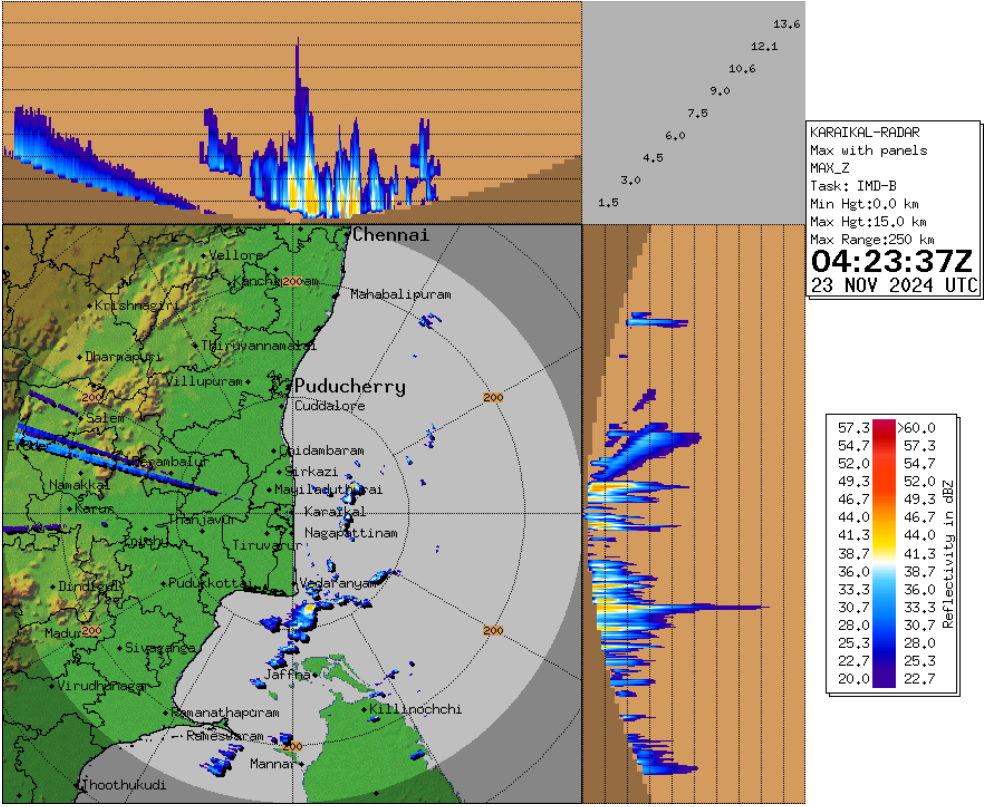 13.6
12.1
10.6
9.0
7.5
6.0
4.5
3.0
1.5
KARAIKAL-RADAR
Max with panels
MAX_Z
Task: IMD-B
Min Hgt:0.0 km
Max Hgt:15.0 km
Max Range:250 km
04:23:37Z
23 NOV 2024 UTC
Chennai
Vellore
200
Mahabalipuram
Krishnagiri
Thiruvannamalai
Dharmapuri
Villupuram
Puducherry
200
200
Cuddalore
Salem
Chidambaram
Perambalur
Sirkazi
Namakkal
Mayiladuthurai
Karur
Karaikal
Thanjavur
Nagapattinam
Tiruvarur
Pudukkottai
Vedaranyam
Dindigul
Madur
200
200
Sivaganga
Jaffna
Virudhunagar
Killinochchi
Ramanathapuram
Rameswaram
200
Mannar
Thoothukudi
57.3 >60.0
54.7 57.3
52.0 54.7
49.3 52.0
46.7 49.3
44.0 46.7
41.3 44.0
38.7 41.3
36.0 38.7
33.3 36.0
30.7 33.3
28.0 30.7
25.3 28.0
22.7 25.3
20.0 22.7
Reflectivity in dBZ